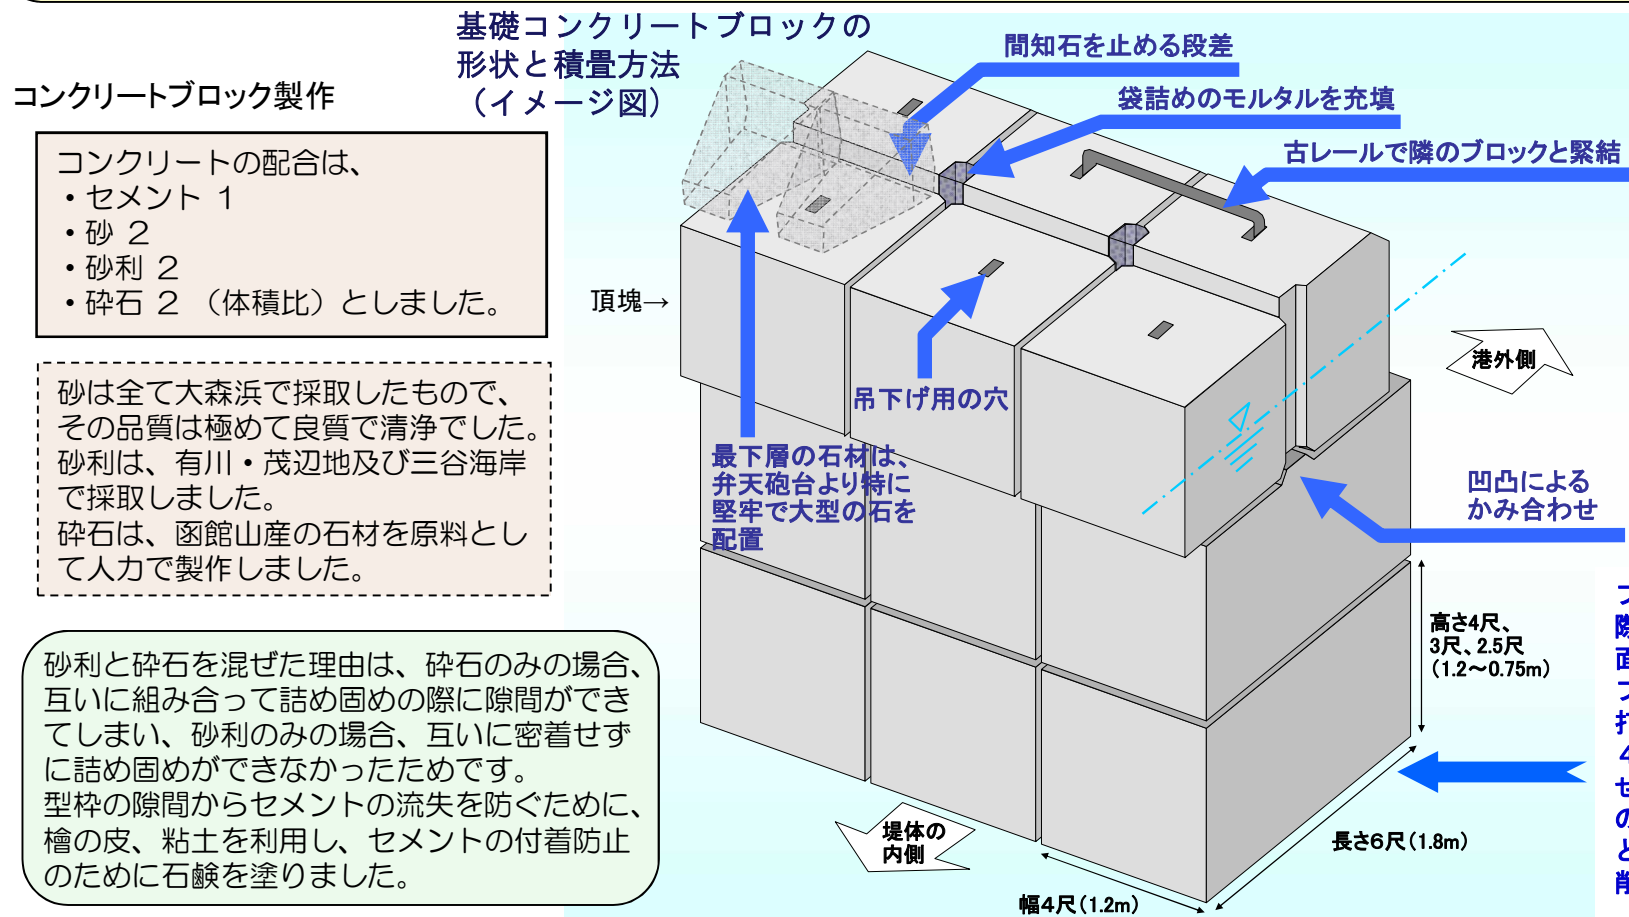 基礎コンクリートブロックの
形状と積畳方法
（イメージ図）
コンクリートブロック製作
コンクリートの配合は、
・セメント １
・砂 ２
・砂利 ２
・砕石 ２ （体積比）としました。
砂は全て大森浜で採取したもので、
その品質は極めて良質で清浄でした。
砂利は、有川・茂辺地及び三谷海岸
で採取しました。
砕石は、函館山産の石材を原料とし
て人力で製作しました。
砂利と砕石を混ぜた理由は、砕石のみの場合、
互いに組み合って詰め固めの際に隙間ができ
てしまい、砂利のみの場合、互いに密着せず
に詰め固めができなかったためです。
型枠の隙間からセメントの流失を防ぐために、
檜の皮、粘土を利用し、セメントの付着防止
のために石鹸を塗りました。
間知石を止める段差
袋詰めのモルタルを充填
古レールで隣のブロックと緊結
頂塊→
吊下げ用の穴
港外側
最下層の石材は、
弁天砲台より特に
堅牢で大型の石を
配置
凹凸による
かみ合わせ
高さ4尺、
3尺、2.5尺
（1.2～0.75m）
長さ6尺（1.8m）
幅４尺（1.2m）
堤体の
内側